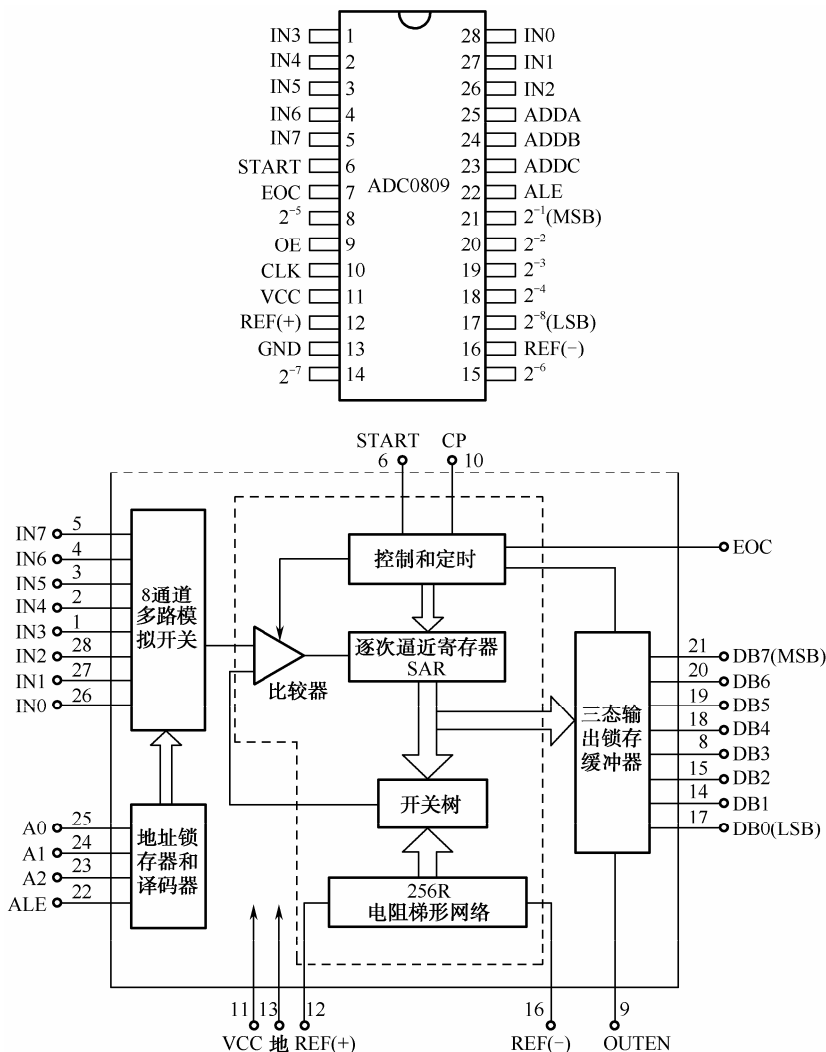 IN3 1 28 IN0
IN4 2 27 IN1
IN5 3 26 IN2
IN6 4 25 ADDA
IN7 5 24 ADDB
START 6 23 ADDC
EOC 7 ADC0809 22 ALE
2⁻⁵ 8 21 2⁻¹(MSB)
OE 9 20 2⁻²
CLK 10 19 2⁻³
VCC 11 18 2⁻⁴
REF(+) 12 17 2⁻⁸(LSB)
GND 13 16 REF(−)
2⁻⁷ 14 15 2⁻⁶
START CP
6 10
IN7 5
IN6 4
IN5 3
IN4 2
IN3 1
IN2 28
IN1 27
IN0 26
8通道
多路模
拟开关
控制和定时
EOC
逐次逼近寄存器
SAR
比较器
三态输
出锁存
缓冲器
21 DB7(MSB)
20 DB6
19 DB5
18 DB4
8 DB3
15 DB2
14 DB1
17 DB0(LSB)
开关树
A0 25
A1 24
A2 23
ALE 22
地址锁
存器和
译码器
256R
电阻梯形网络
11 13 12 16 9
VCC 地 REF(+) REF(−) OUTEN